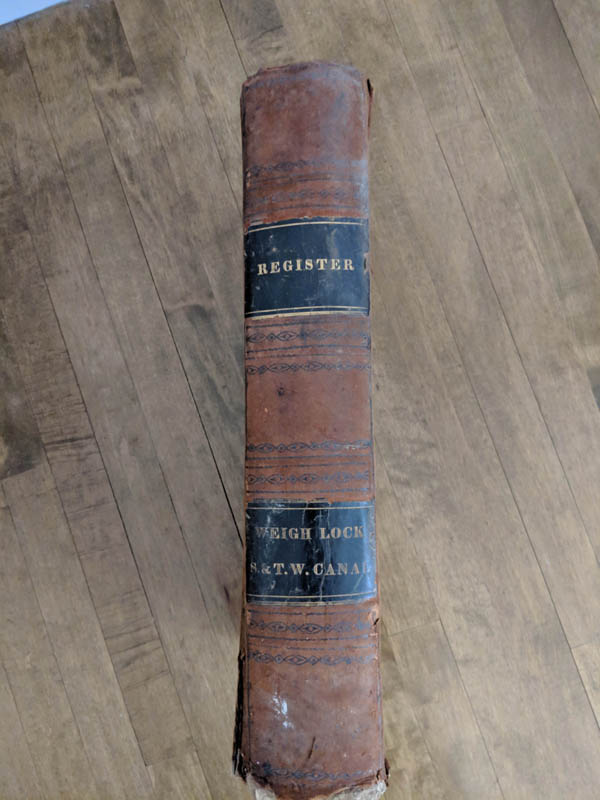 REGISTER
WEIGH LOCK
S. & T. W. CANAL